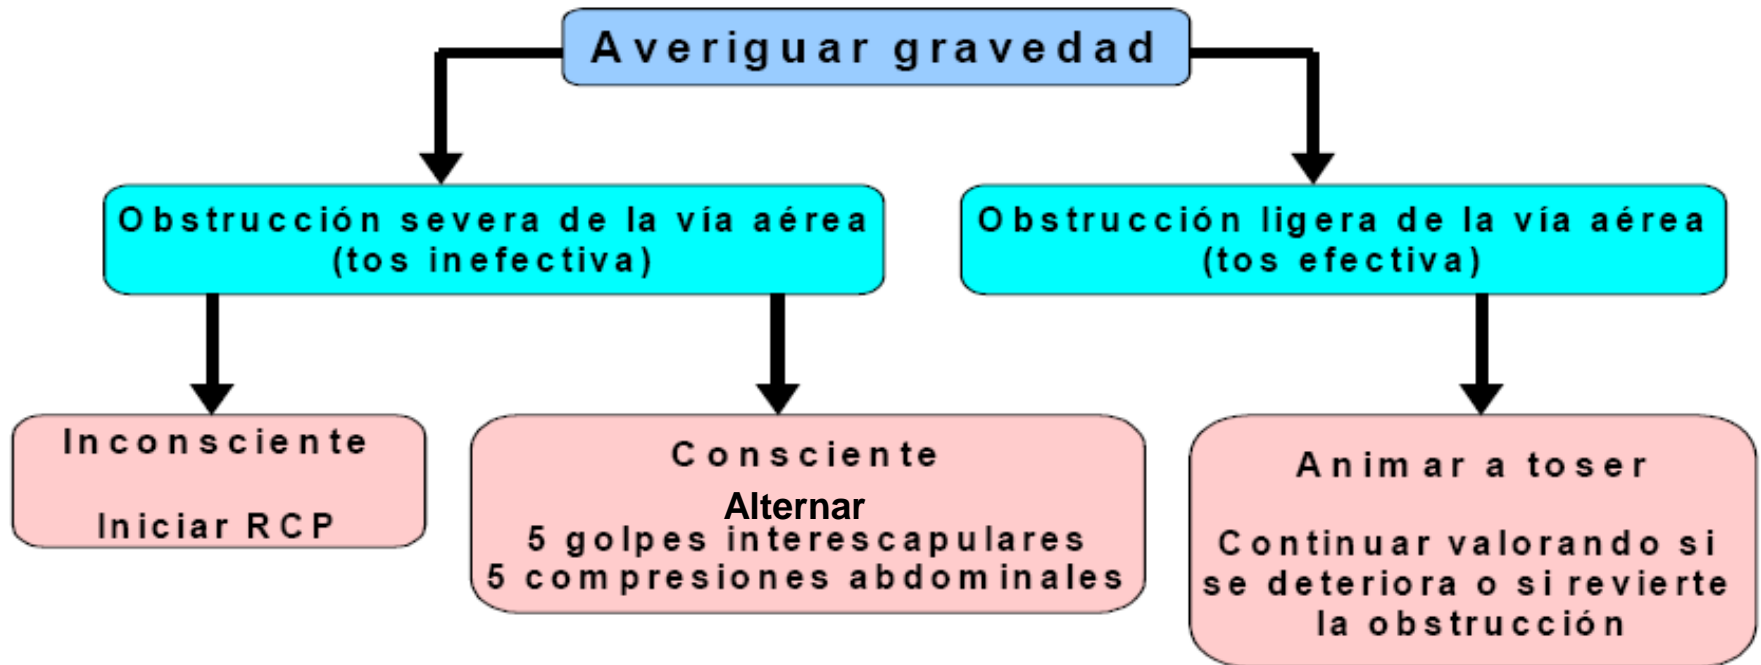 Averiguar gravedad
Obstrucción severa de la vía aérea
(tos inefectiva)
Obstrucción ligera de la vía aérea
(tos efectiva)
Inconsciente
Iniciar RCP
Consciente
Alternar
5 golpes interescapulares
5 compresiones abdominales
Animar a toser
Continuar valorando si
se deteriora o si revierte
la obstrucción